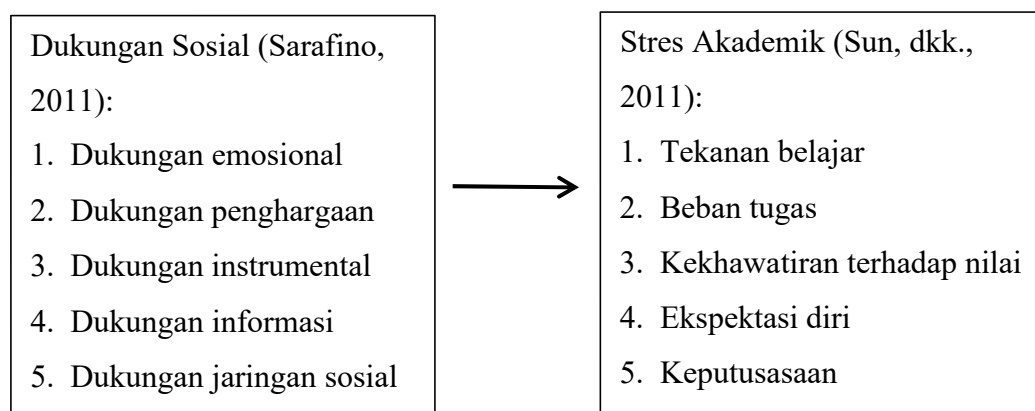 Dukungan Sosial (Sarafino,
2011):
1. Dukungan emosional
2. Dukungan penghargaan
3. Dukungan instrumental
4. Dukungan informasi
5. Dukungan jaringan sosial
Stres Akademik (Sun, dkk.,
2011):
1. Tekanan belajar
2. Beban tugas
3. Kekhawatiran terhadap nilai
4. Ekspektasi diri
5. Keputusasaan